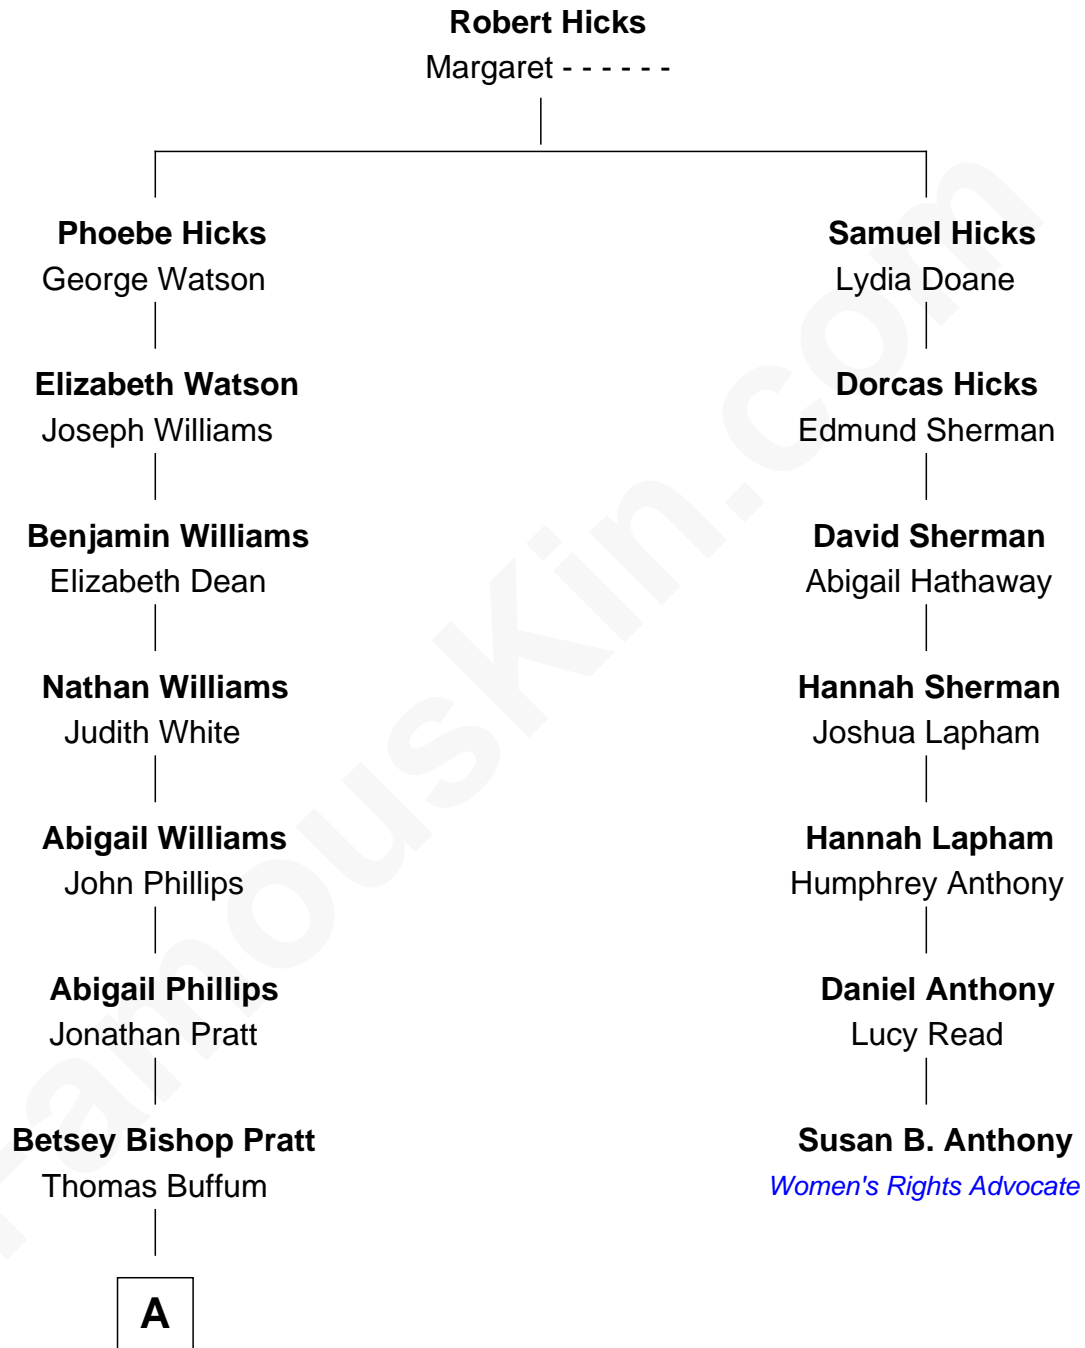 Robert Hicks
Margaret - - - - - -
Phoebe Hicks
George Watson
Samuel Hicks
Lydia Doane
Elizabeth Watson
Joseph Williams
Dorcas Hicks
Edmund Sherman
Benjamin Williams
Elizabeth Dean
David Sherman
Abigail Hathaway
Nathan Williams
Judith White
Hannah Sherman
Joshua Lapham
Abigail Williams
John Phillips
Hannah Lapham
Humphrey Anthony
Abigail Phillips
Jonathan Pratt
Daniel Anthony
Lucy Read
Betsey Bishop Pratt
Thomas Buffum
Susan B. Anthony
Women's Rights Advocate
A
FamousKin.com